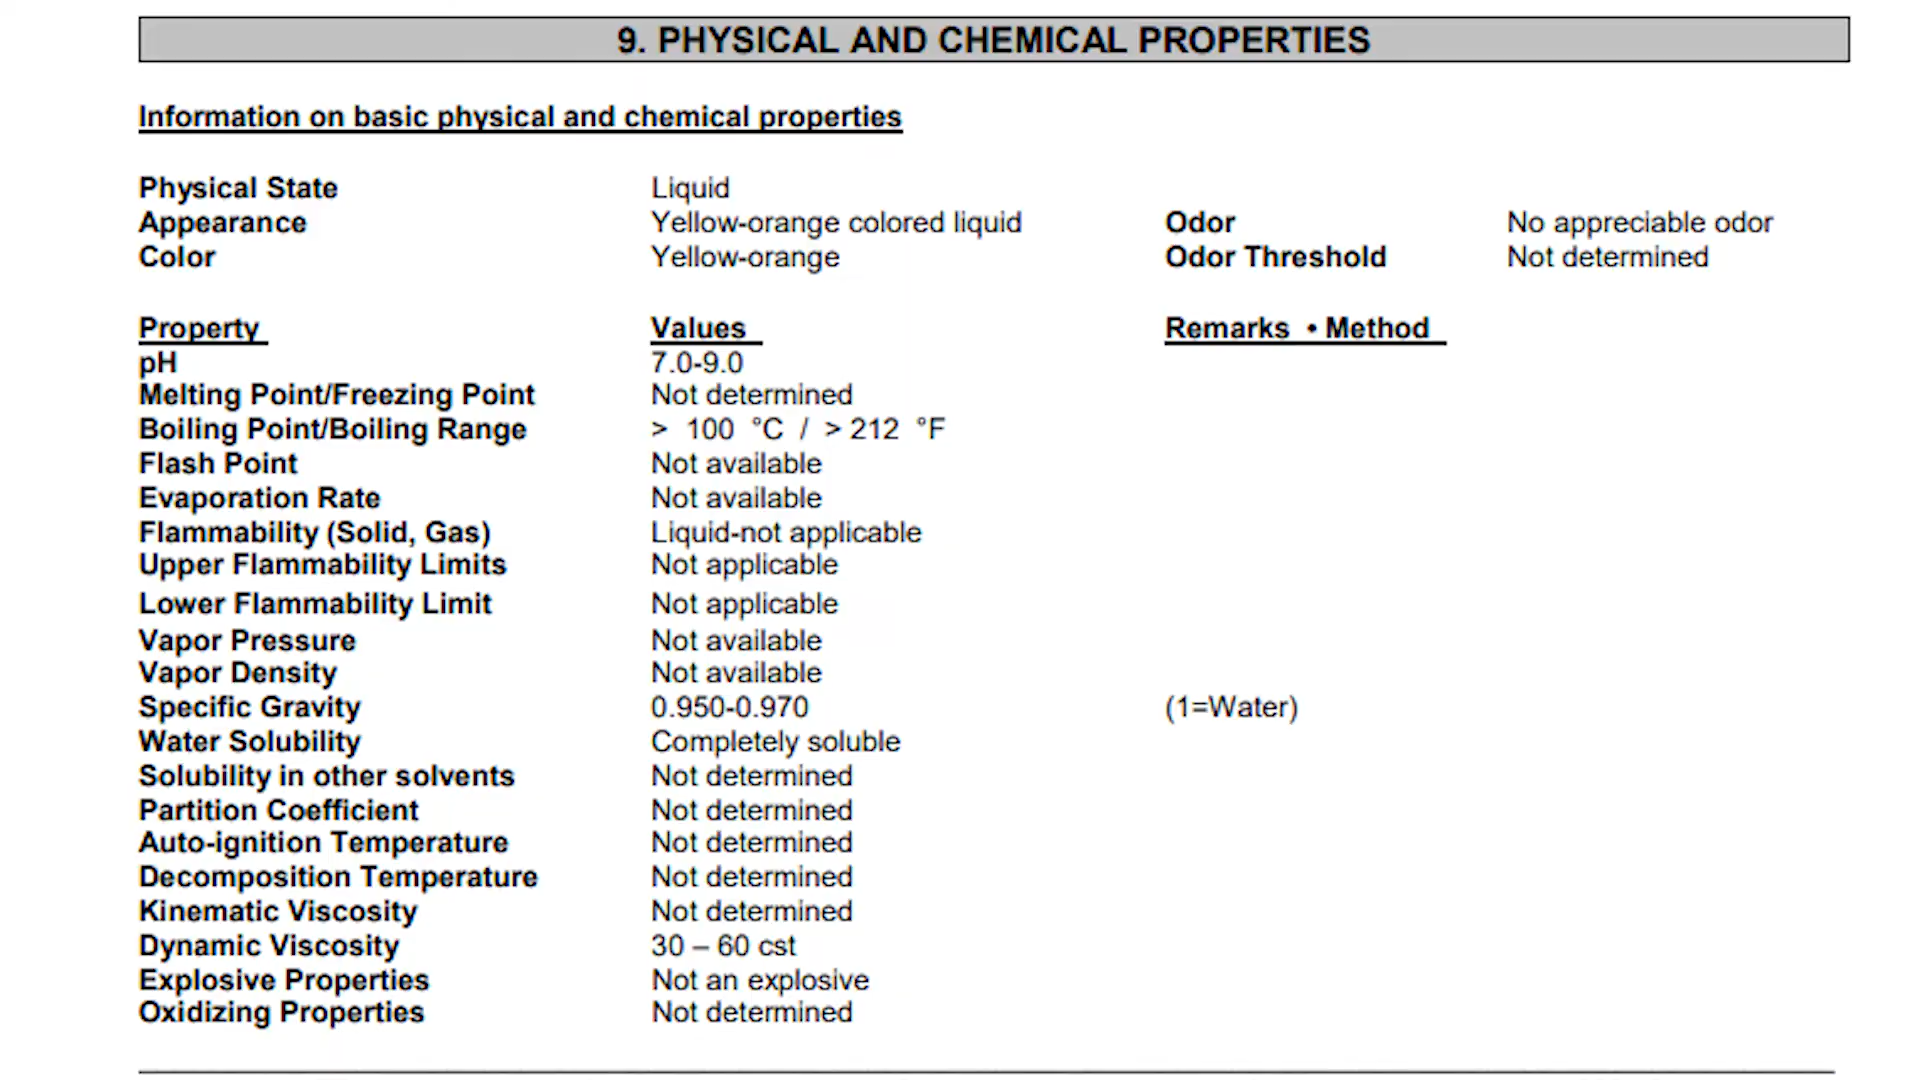 9. PHYSICAL AND CHEMICAL PROPERTIES
Information on basic physical and chemical properties
Physical State Liquid
Appearance Yellow-orange colored liquid Odor No appreciable odor
Color Yellow-orange Odor Threshold Not determined
Property Values Remarks • Method
pH 7.0-9.0
Melting Point/Freezing Point Not determined
Boiling Point/Boiling Range > 100 °C / > 212 °F
Flash Point Not available
Evaporation Rate Not available
Flammability (Solid, Gas) Liquid-not applicable
Upper Flammability Limits Not applicable
Lower Flammability Limit Not applicable
Vapor Pressure Not available
Vapor Density Not available
Specific Gravity 0.950-0.970 (1=Water)
Water Solubility Completely soluble
Solubility in other solvents Not determined
Partition Coefficient Not determined
Auto-ignition Temperature Not determined
Decomposition Temperature Not determined
Kinematic Viscosity Not determined
Dynamic Viscosity 30 – 60 cst
Explosive Properties Not an explosive
Oxidizing Properties Not determined